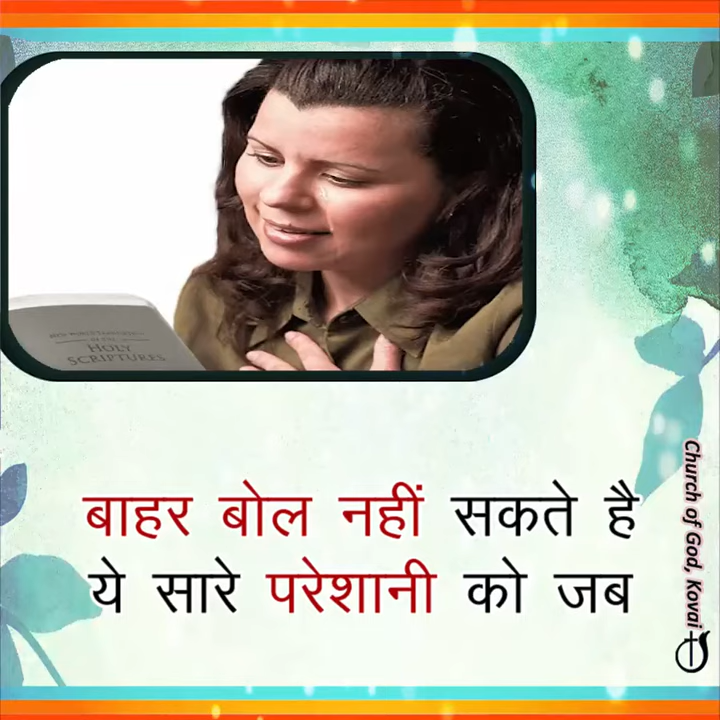 HOLY
SCRIPTURES
बाहर बोल नहीं सकते है
ये सारे परेशानी को जब
Church of God, Kovai